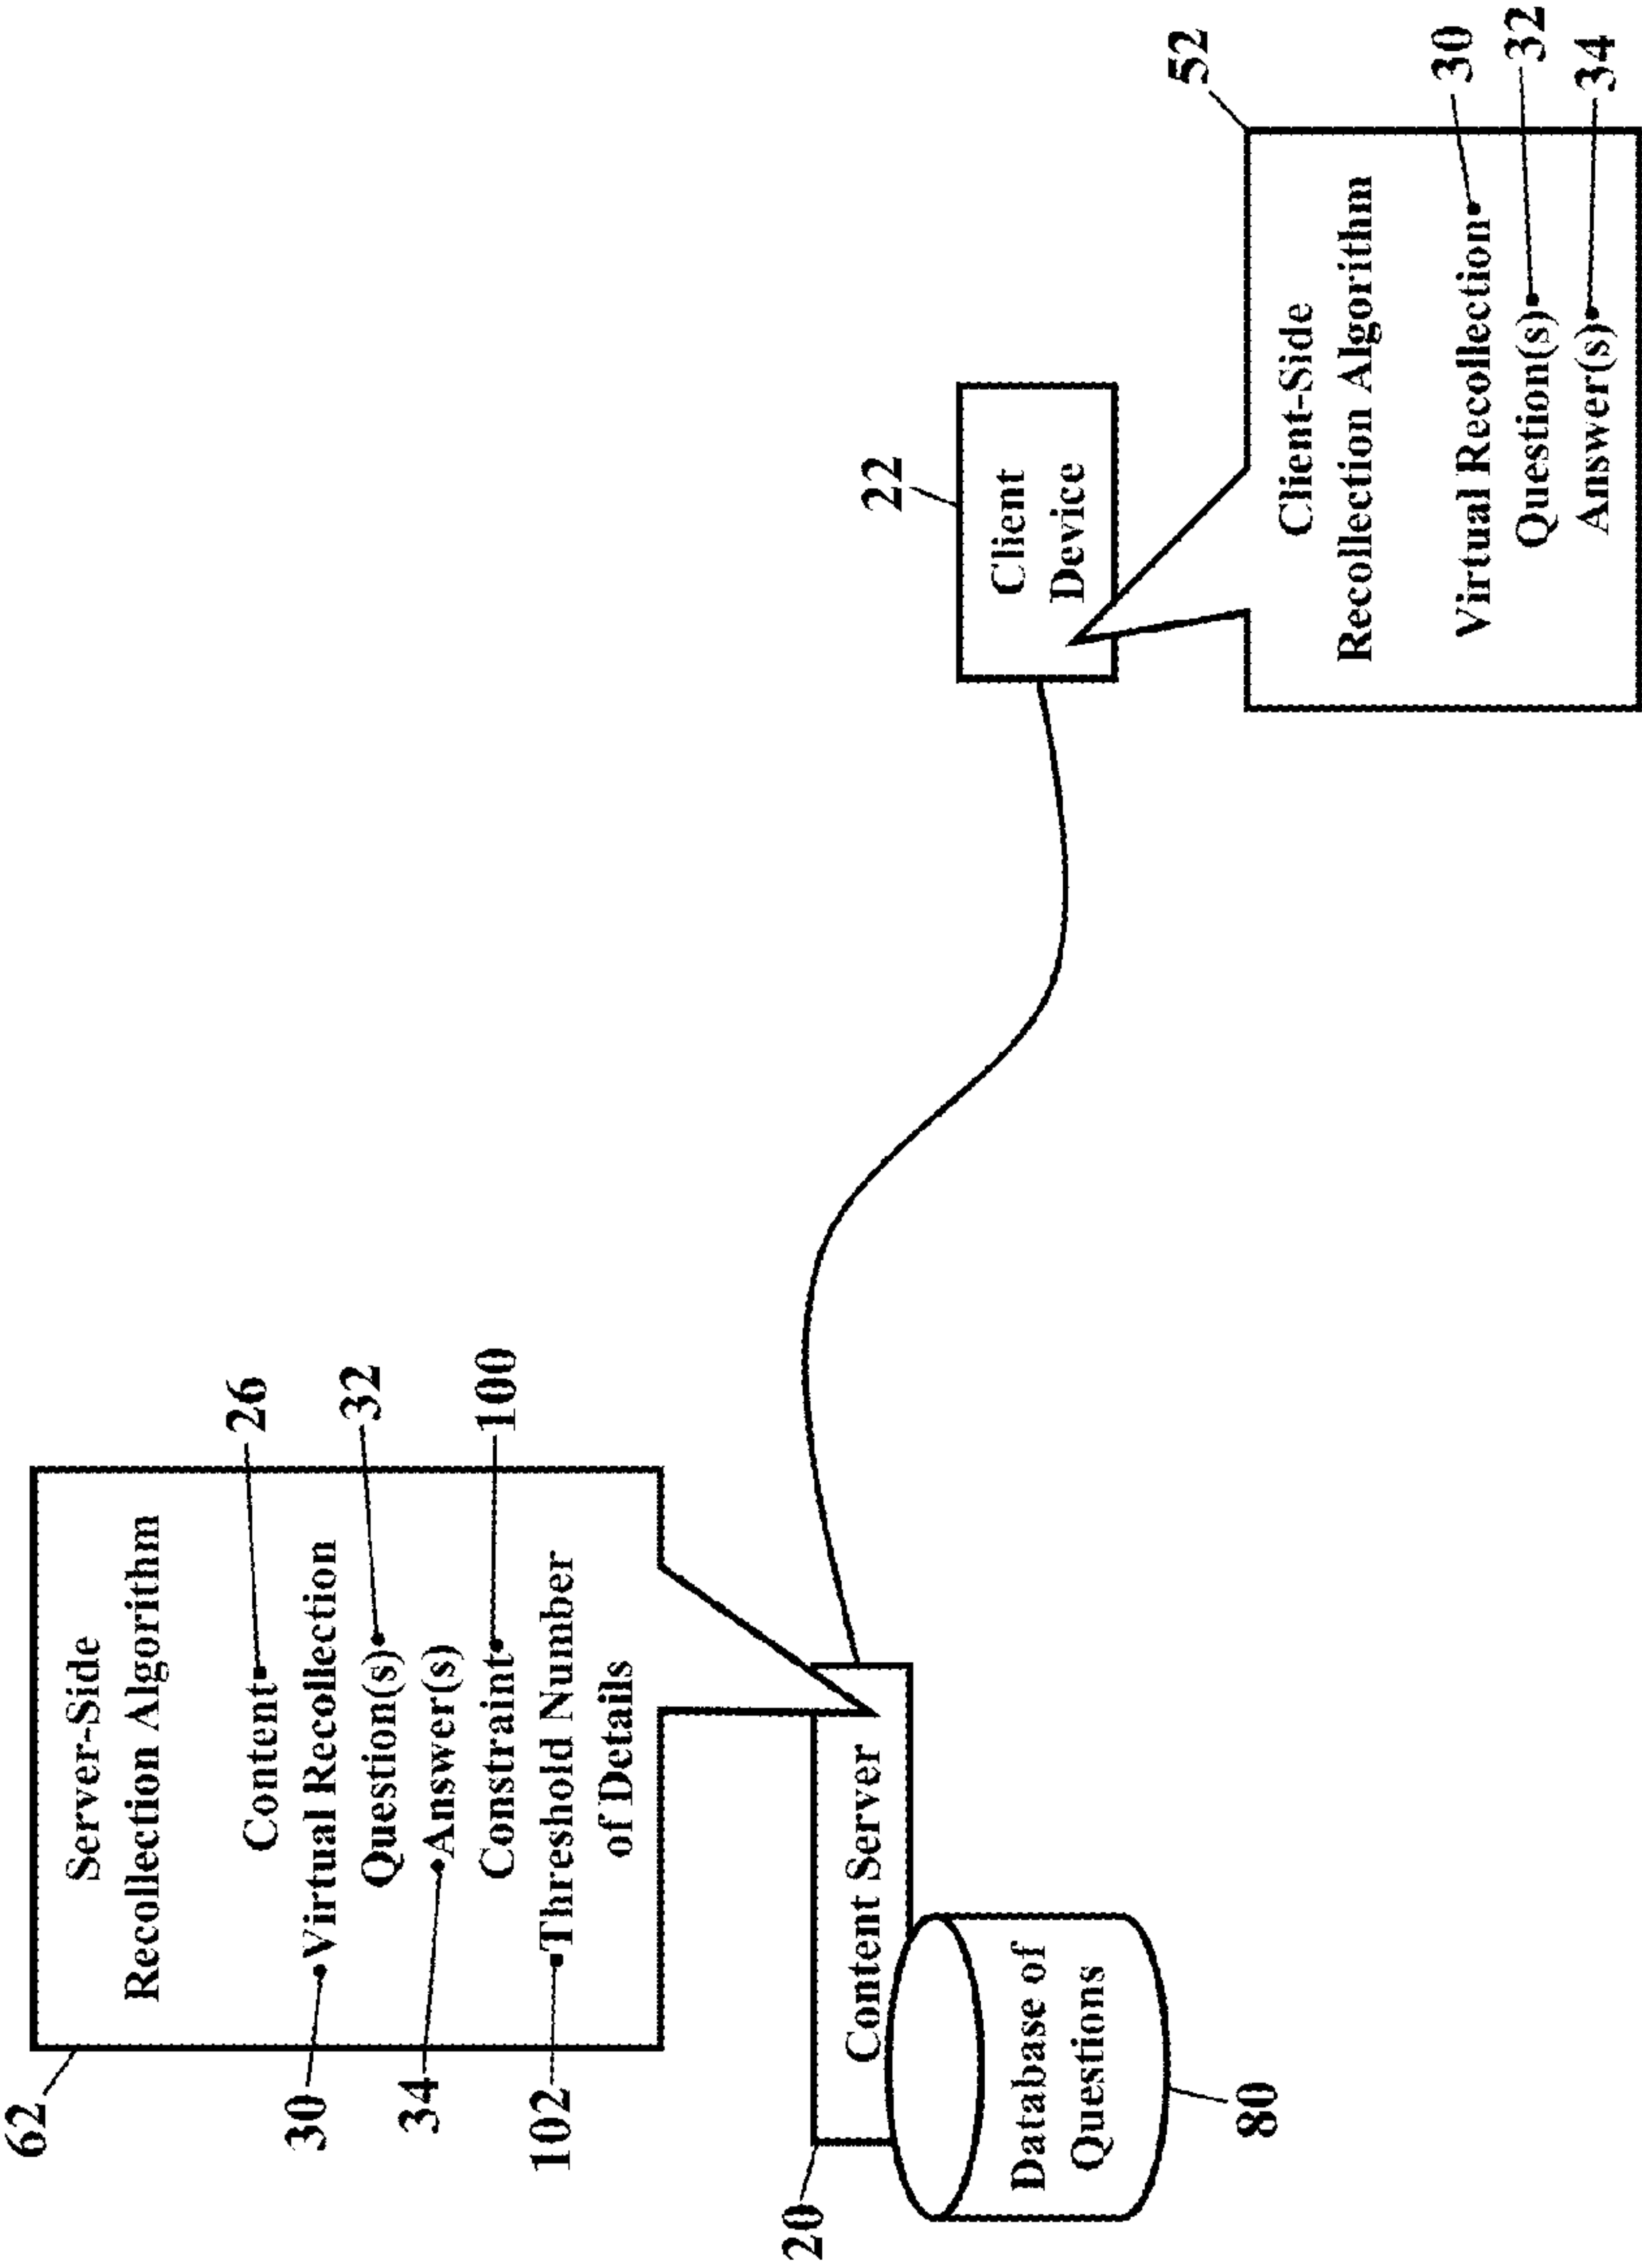 62
Server-Side
Recollection Algorithm
Content
26
30
Virtual Recollection
Question(s)
32
34
Answer(s)
Constraint
100
102
Threshold Number
of Details
20
Content Server
Database of
Questions
80
22
Client
Device
52
Client-Side
Recollection Algorithm
Virtual Recollection
30
Question(s)
32
Answer(s)
34